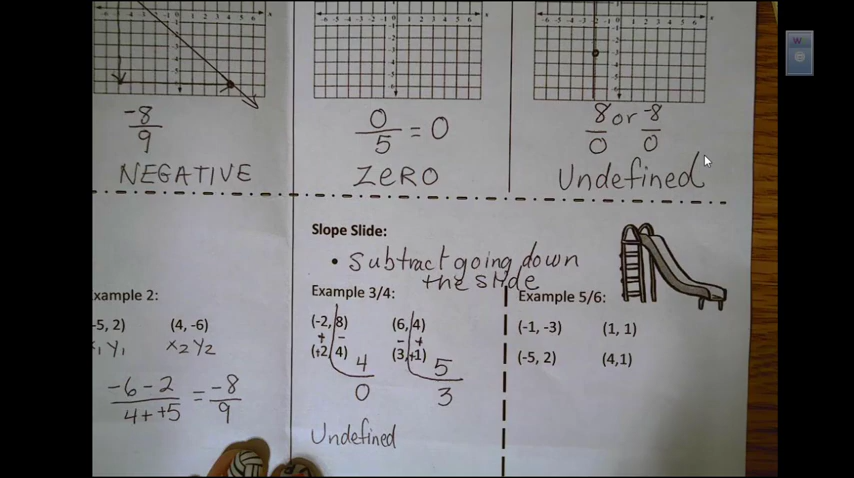 -8
9
0
5
= 0
8 or -8
0 0
NEGATIVE
ZERO
Undefined
Slope Slide:
• Subtract going down
the slide
Example 2:
-5, 2) (4, -6)
x1 y1 x2 y2
-6 - 2 = -8
4 + +5 9
Example 3/4:
(-2, 8) (6, 4)
+ - - +
(+2, 4) (3, +1)
4 5
0 3
Undefined
Example 5/6:
(-1, -3) (1, 1)
(-5, 2) (4,1)